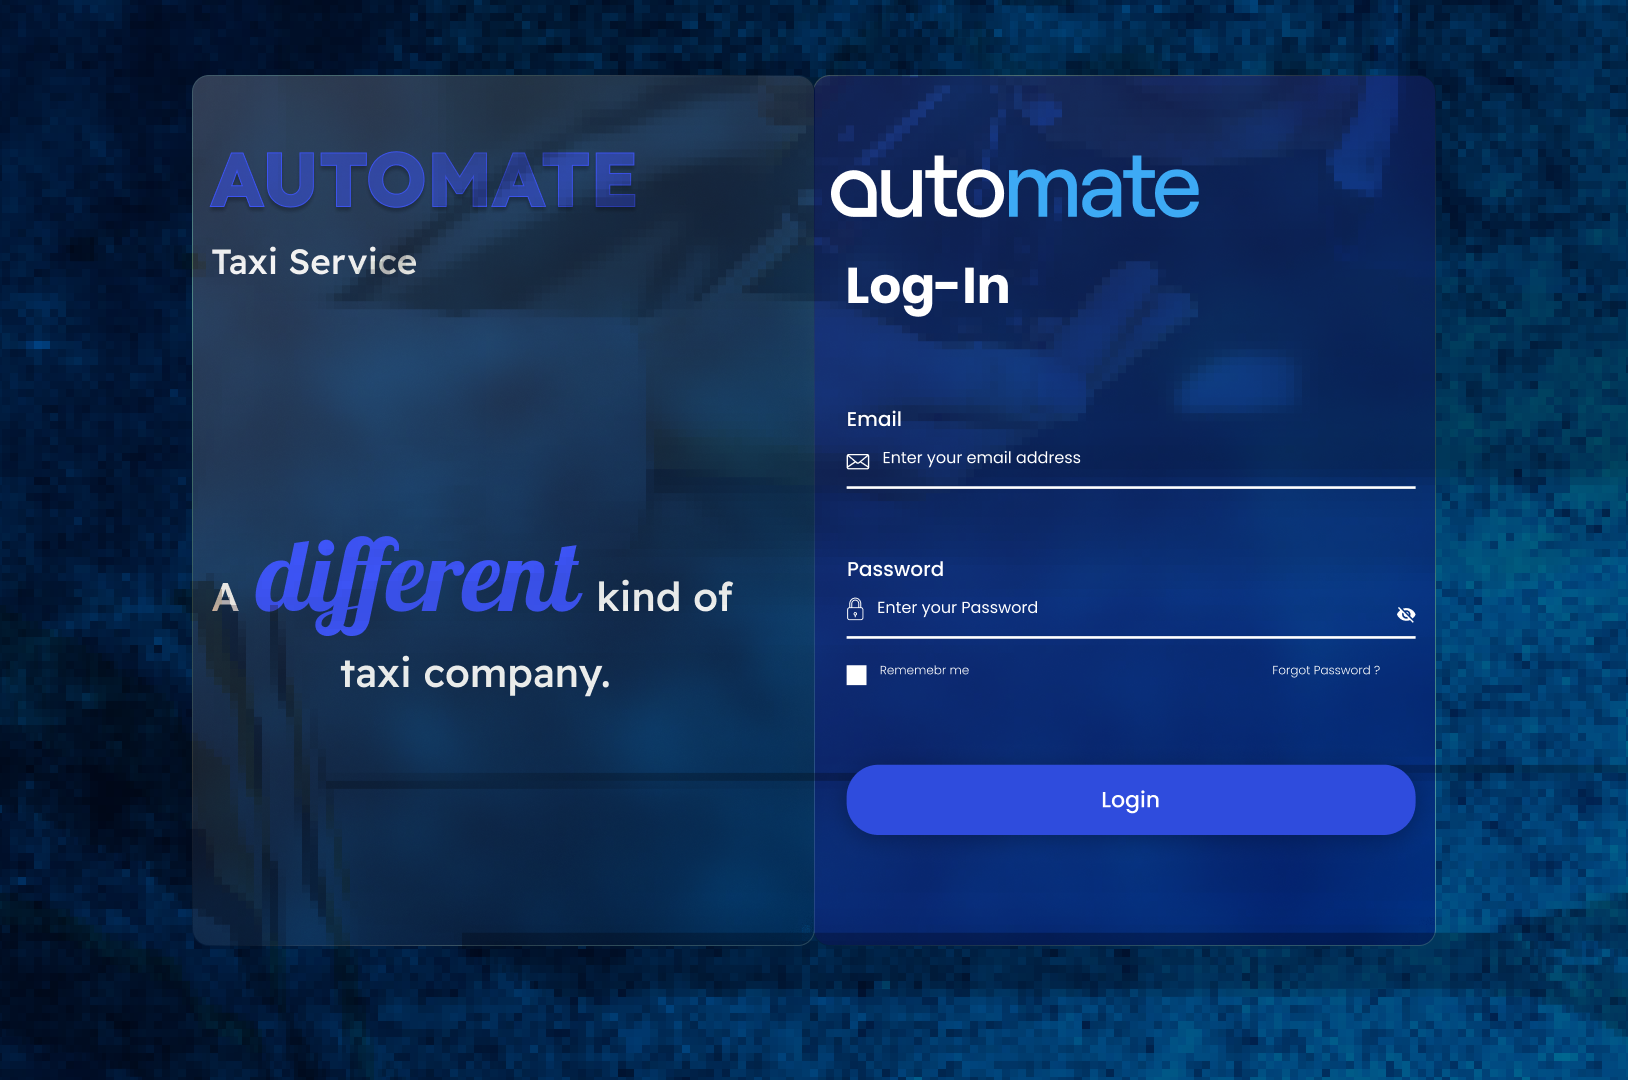 AUTOMATE
Taxi Service
A different kind of
taxi company.
automate
Log-In
Email
Enter your email address
Password
Enter your Password
Rememebr me
Forgot Password ?
Login